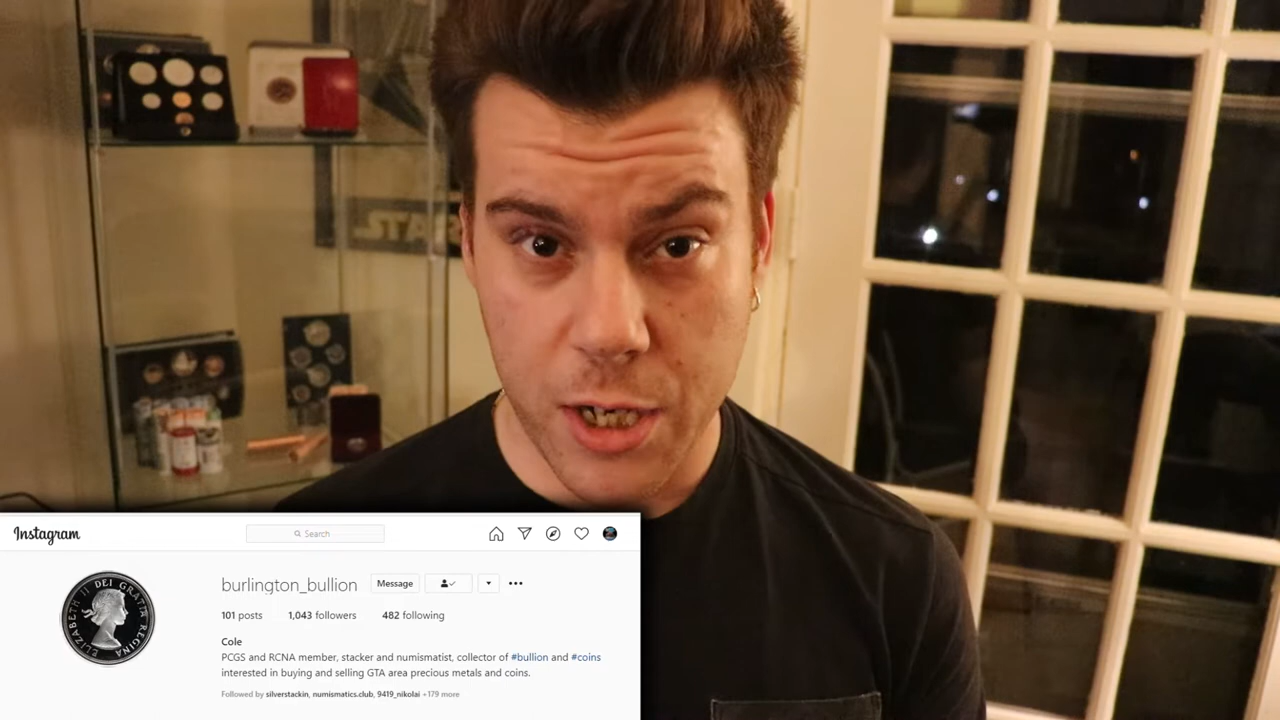 STATZ
Instagram
Search
burlington_bullion Message
101 posts 1,043 followers 482 following
Cole
PCGS and RCNA member, stacker and numismatist, collector of #bullion and #coins
interested in buying and selling GTA area precious metals and coins.
Followed by silverstackin, numismatics.club, 9419_nikolai +179 more
ELIZABETH II DEI GRATIA REGINA